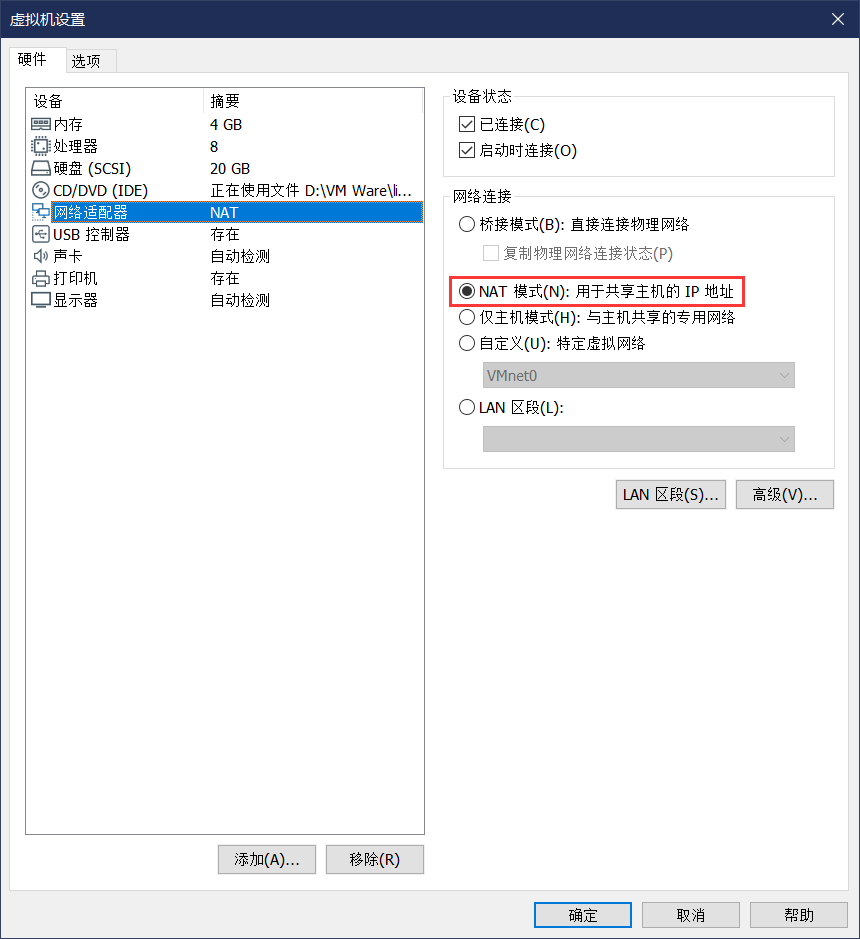 虚拟机设置
硬件 选项
设备 摘要
内存 4 GB
处理器 8
硬盘 (SCSI) 20 GB
CD/DVD (IDE) 正在使用文件 D:\VM Ware\li...
网络适配器 NAT
USB 控制器 存在
声卡 自动检测
打印机 存在
显示器 自动检测
添加(A)... 移除(R)
设备状态
已连接(C)
启动时连接(O)
网络连接
桥接模式(B): 直接连接物理网络
复制物理网络连接状态(P)
NAT 模式(N): 用于共享主机的 IP 地址
仅主机模式(H): 与主机共享的专用网络
自定义(U): 特定虚拟网络
VMnet0
LAN 区段(L):
LAN 区段(S)... 高级(V)...
确定 取消 帮助